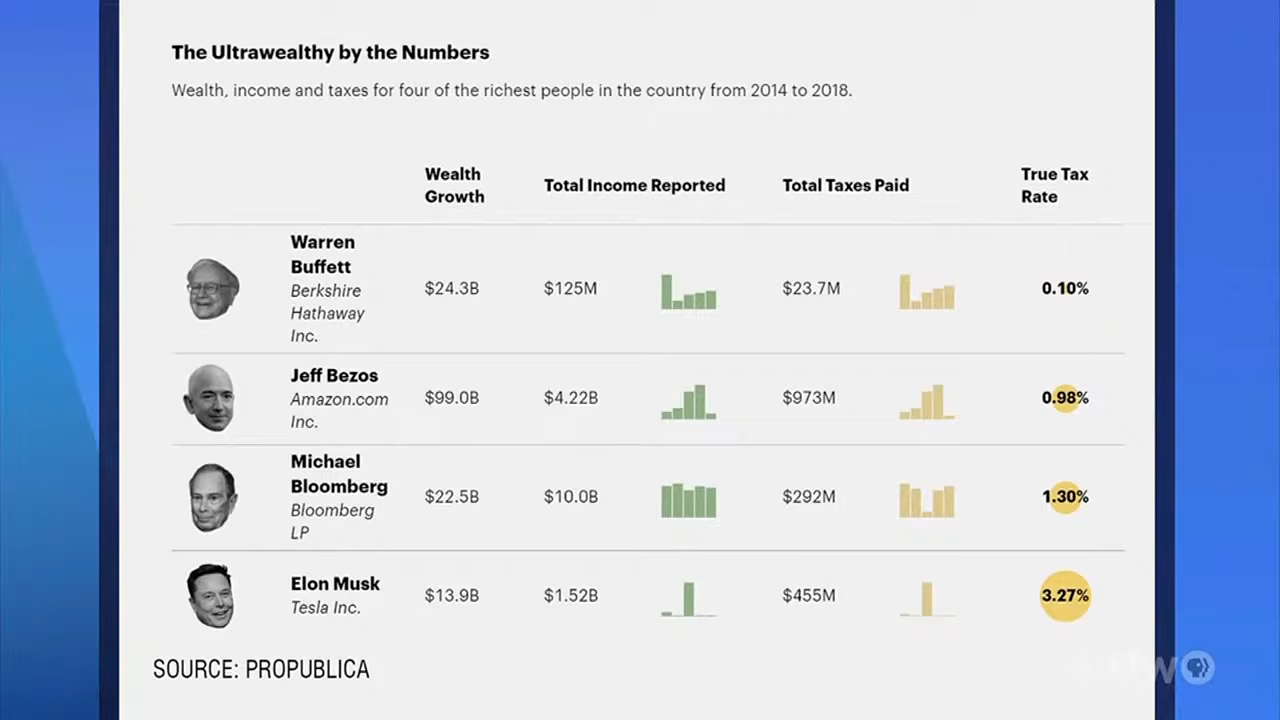 The Ultrawealthy by the Numbers
Wealth, income and taxes for four of the richest people in the country from 2014 to 2018.
Wealth
Growth
Total Income Reported
Total Taxes Paid
True Tax
Rate
Warren
Buffett
Berkshire
Hathaway
Inc.
$24.3B
$125M
$23.7M
0.10%
Jeff Bezos
Amazon.com
Inc.
$99.0B
$4.22B
$973M
0.98%
Michael
Bloomberg
Bloomberg
LP
$22.5B
$10.0B
$292M
1.30%
Elon Musk
Tesla Inc.
$13.9B
$1.52B
$455M
3.27%
SOURCE: PROPUBLICA